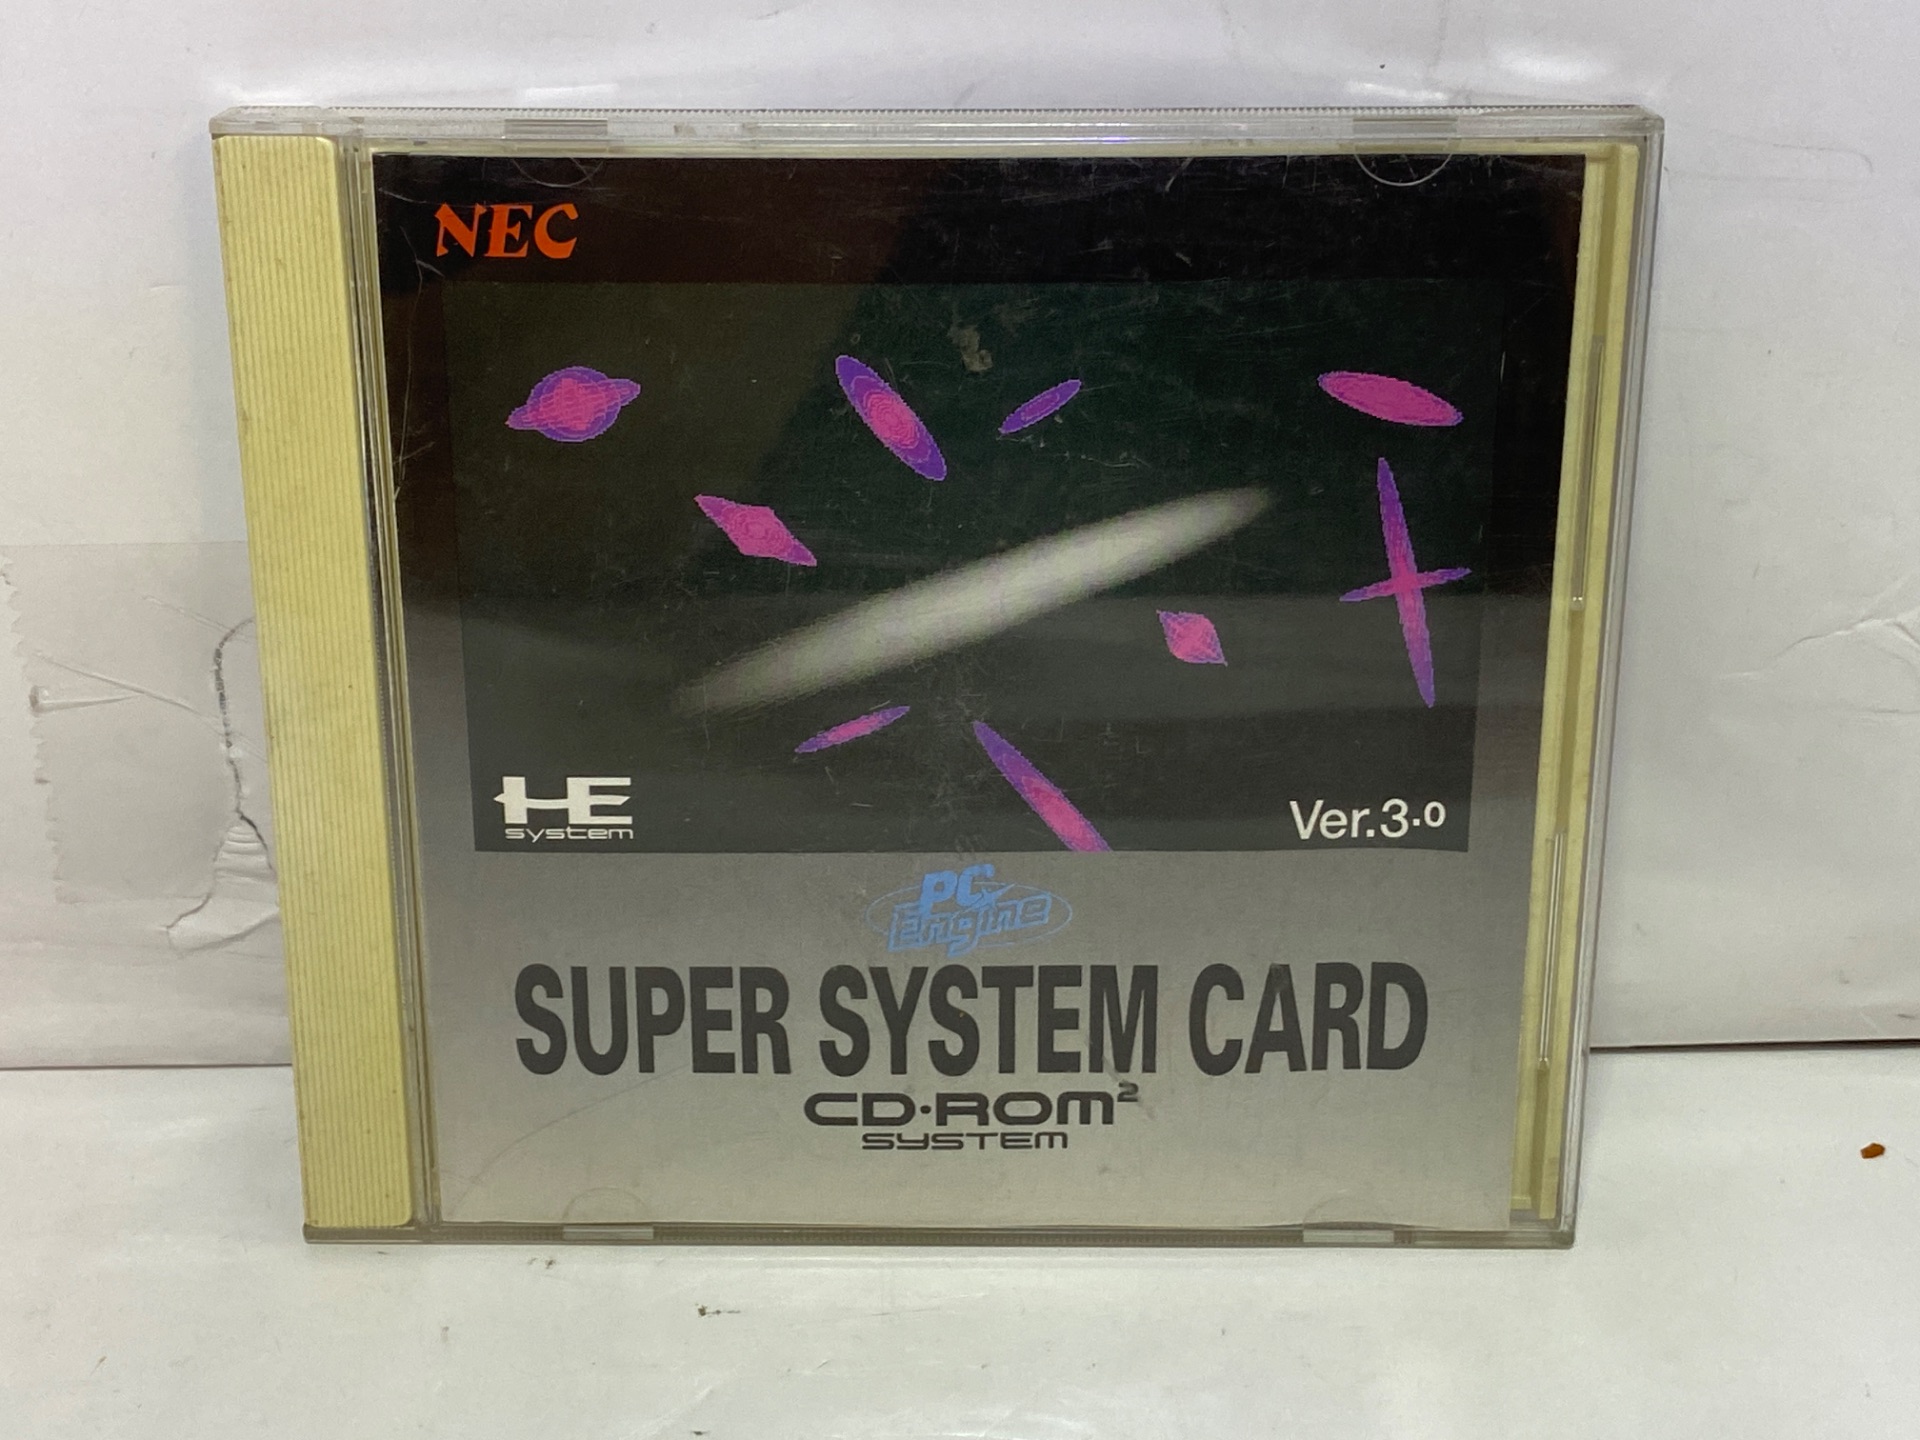 NEC
HE
system
Ver.3.0
PC
Engine
SUPER SYSTEM CARD
CD·ROM²
SYSTEM